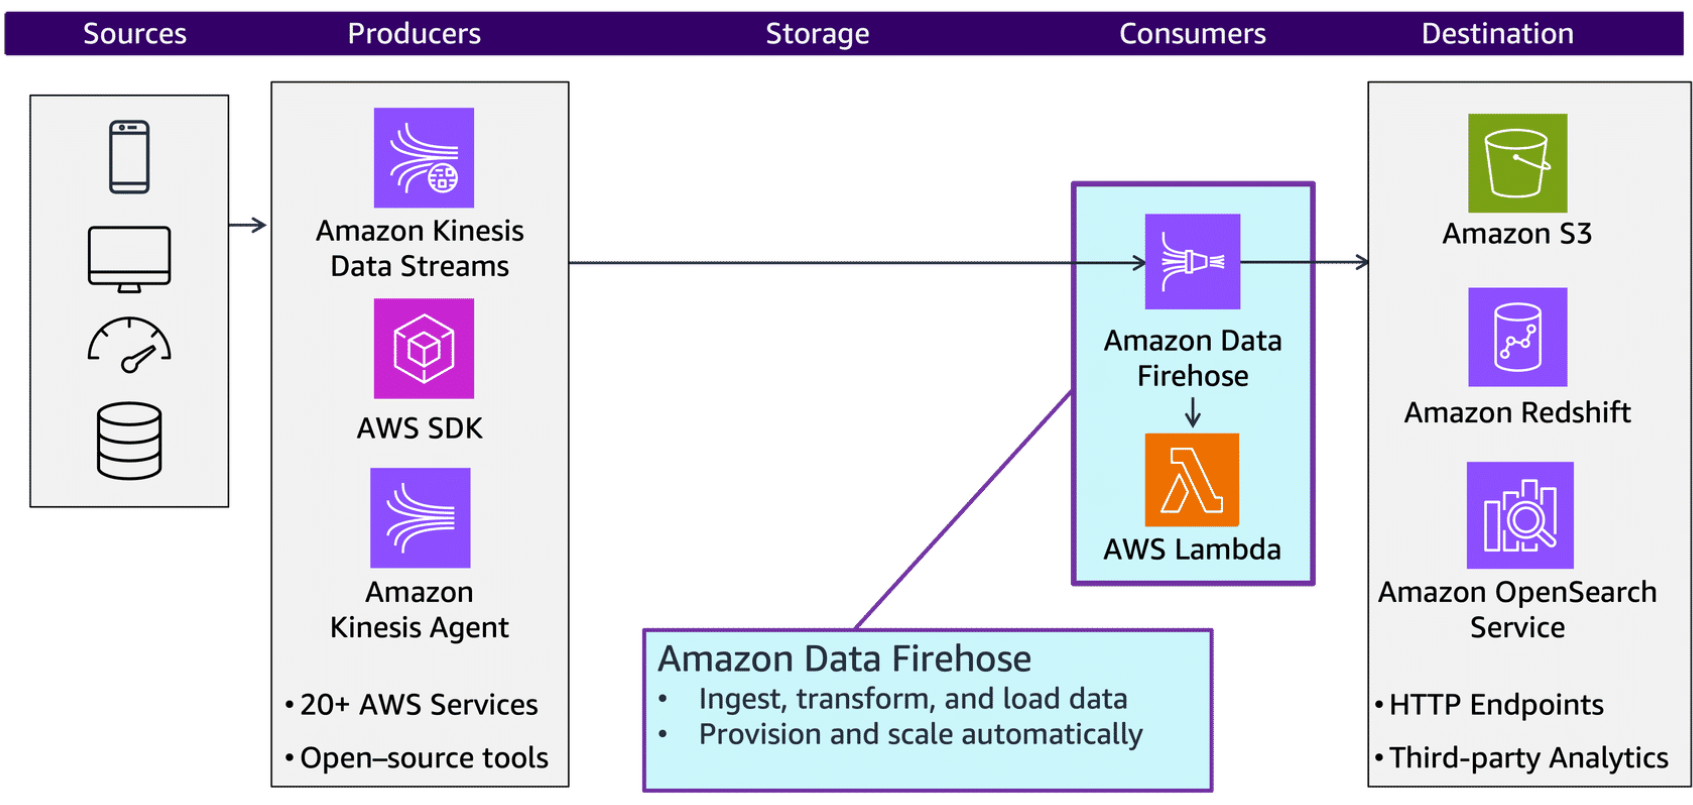 Sources
Producers
Storage
Consumers
Destination
Amazon Kinesis
Data Streams
AWS SDK
Amazon
Kinesis Agent
• 20+ AWS Services
• Open–source tools
Amazon Data
Firehose
AWS Lambda
Amazon Data Firehose
• Ingest, transform, and load data
• Provision and scale automatically
Amazon S3
Amazon Redshift
Amazon OpenSearch
Service
• HTTP Endpoints
• Third-party Analytics